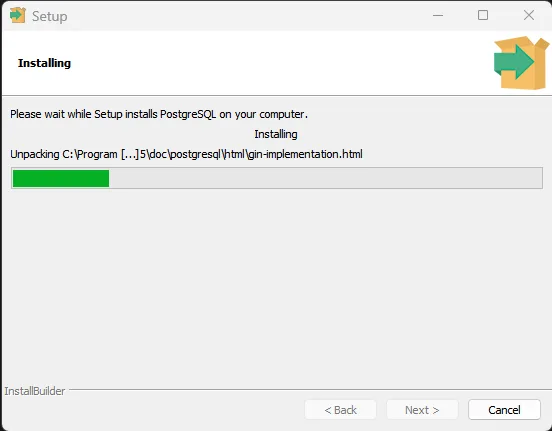 Setup
Installing
Please wait while Setup installs PostgreSQL on your computer.
Installing
Unpacking C:\Program [...]5\doc\postgresql\html\gin-implementation.html
InstallBuilder
< Back
Next >
Cancel